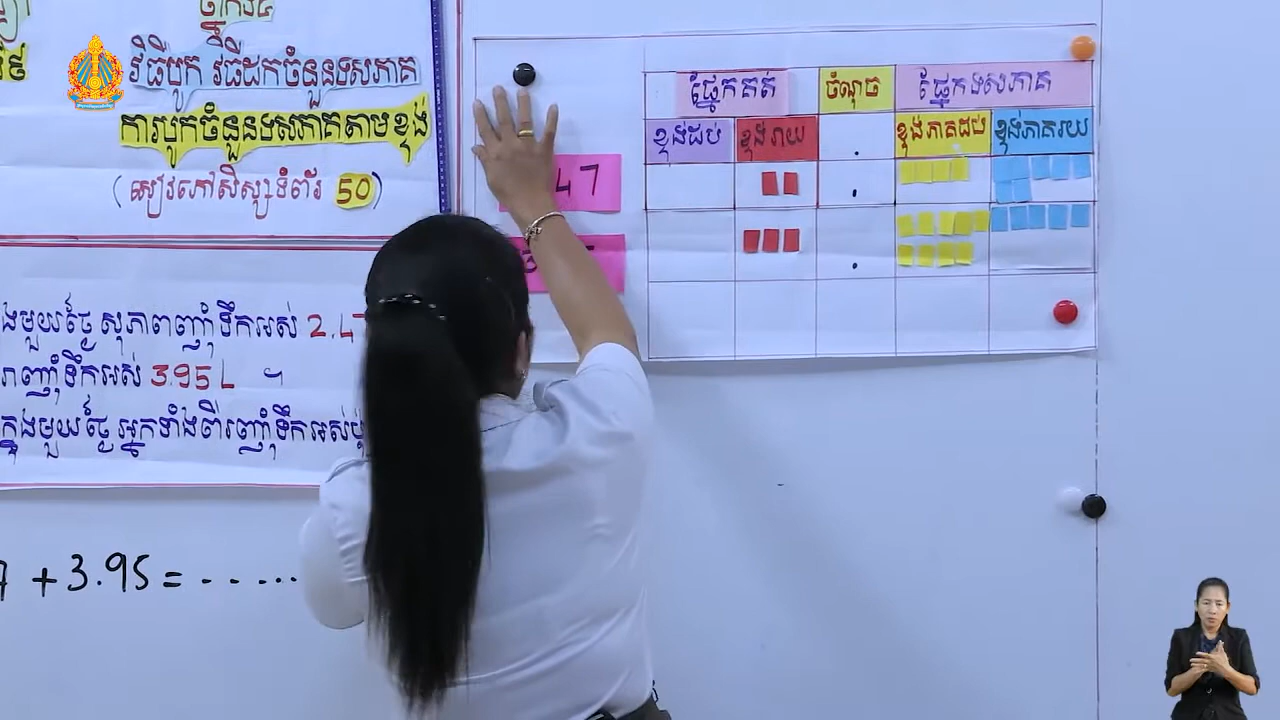 វិធីបូក វិធីដកចំនួនទសភាគ
ការបូកចំនួនទសភាគតាមខ្ទង់
(សៀវភៅសិស្សទំព័រ 50)
ផ្នែកគត់ ចំណុច ផ្នែកទសភាគ
ខ្ទង់ដប់ ខ្ទង់រាយ . ខ្ទង់ភាគដប់ ខ្ទង់ភាគរយ
47
ងមួយថ្ងៃ សុភាពញ៉ាំទឹកអស់ 2.47
រាញ៉ាំទឹកអស់ 3.95 L ។
ក្នុងមួយថ្ងៃ អ្នកទាំងពីរញ៉ាំទឹកអស់ប៉ុ
+ 3.95 = . . . . .